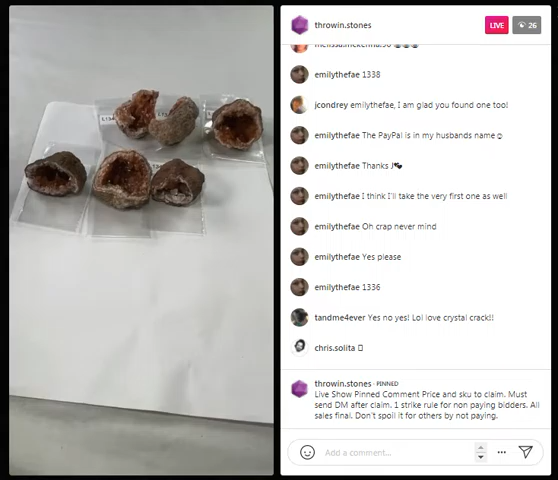 throwin.stones
LIVE
26
emilythefae 1338
jcondrey emilythefae, I am glad you found one too!
emilythefae The PayPal is in my husbands name
emilythefae Thanks J
emilythefae I think I'll take the very first one as well
emilythefae Oh crap never mind
emilythefae Yes please
emilythefae 1336
tandme4ever Yes no yes! Lol love crystal crack!!
chris.solita
throwin.stones · PINNED
Live Show Pinned Comment Price and sku to claim. Must
send DM after claim. 1 strike rule for non paying bidders. All
sales final. Don't spoil it for others by not paying.
Add a comment...